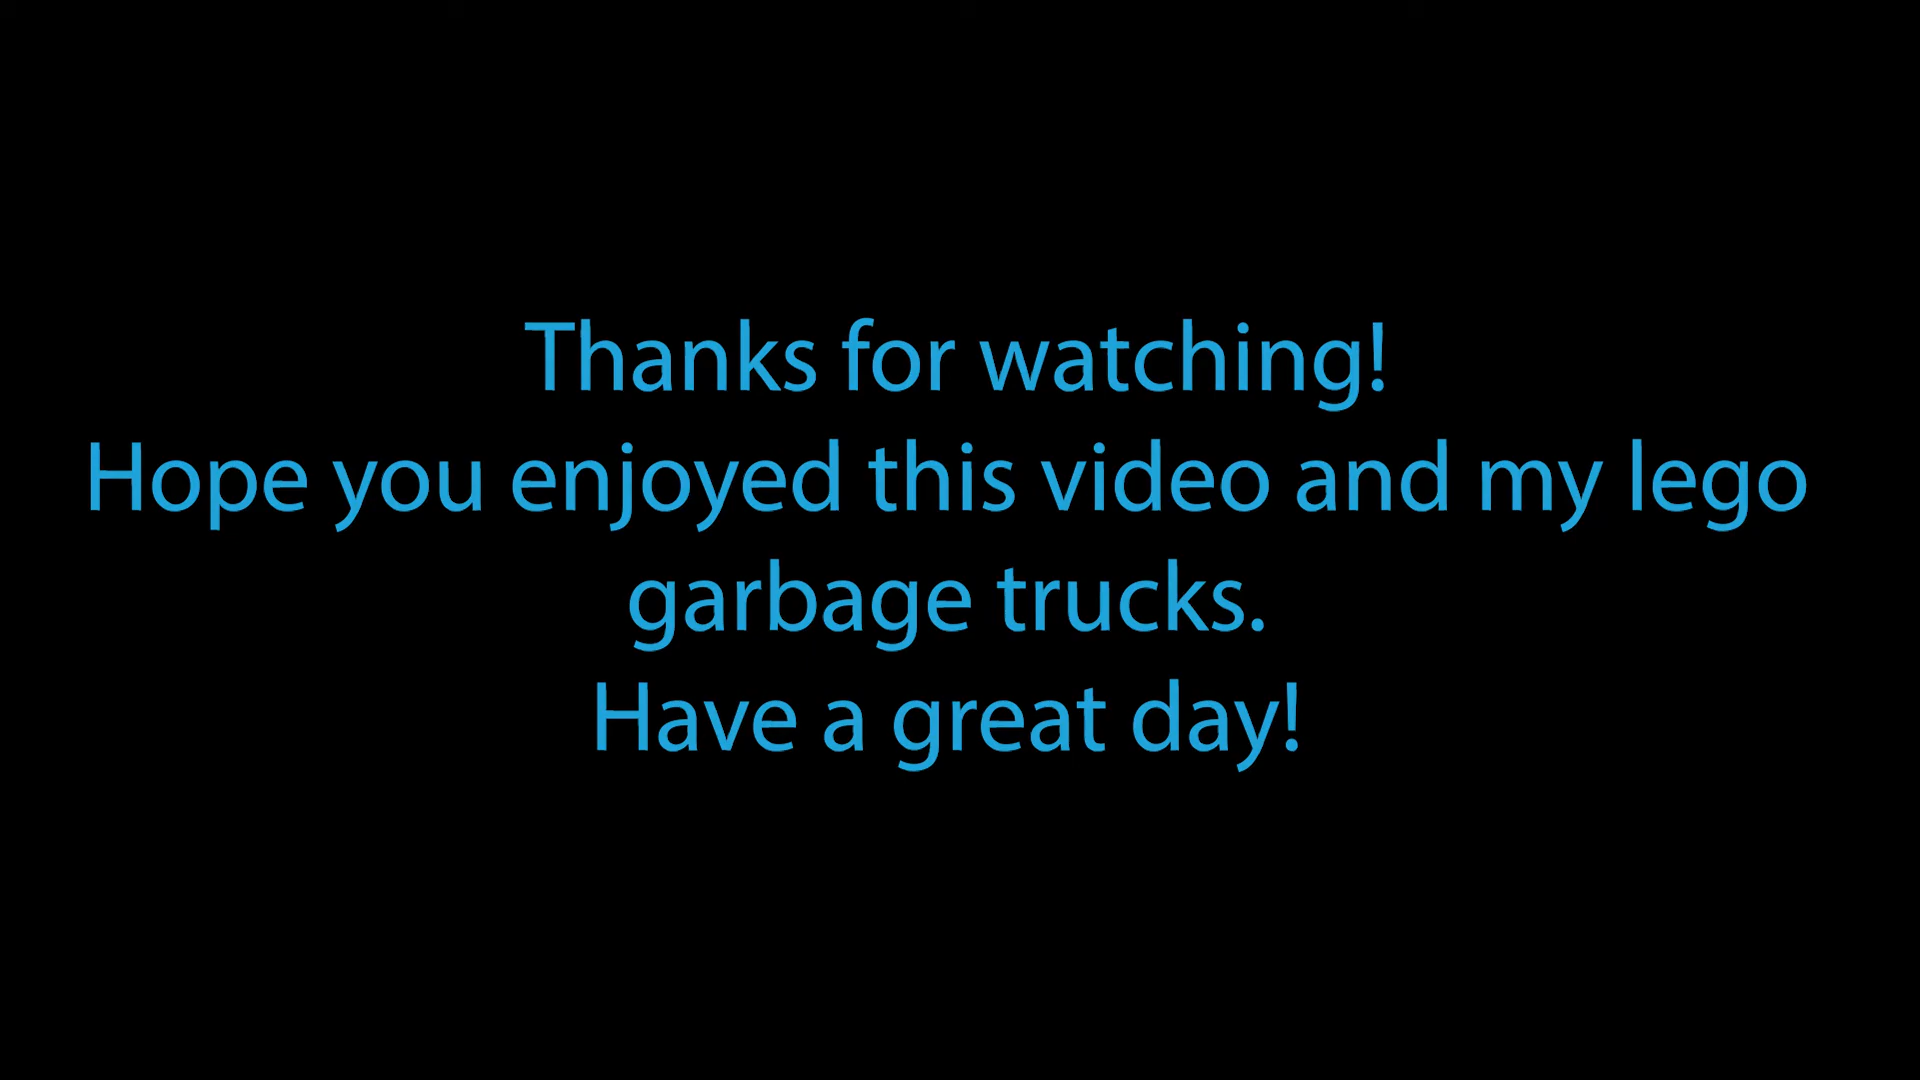 Thanks for watching!
Hope you enjoyed this video and my lego
garbage trucks.
Have a great day!